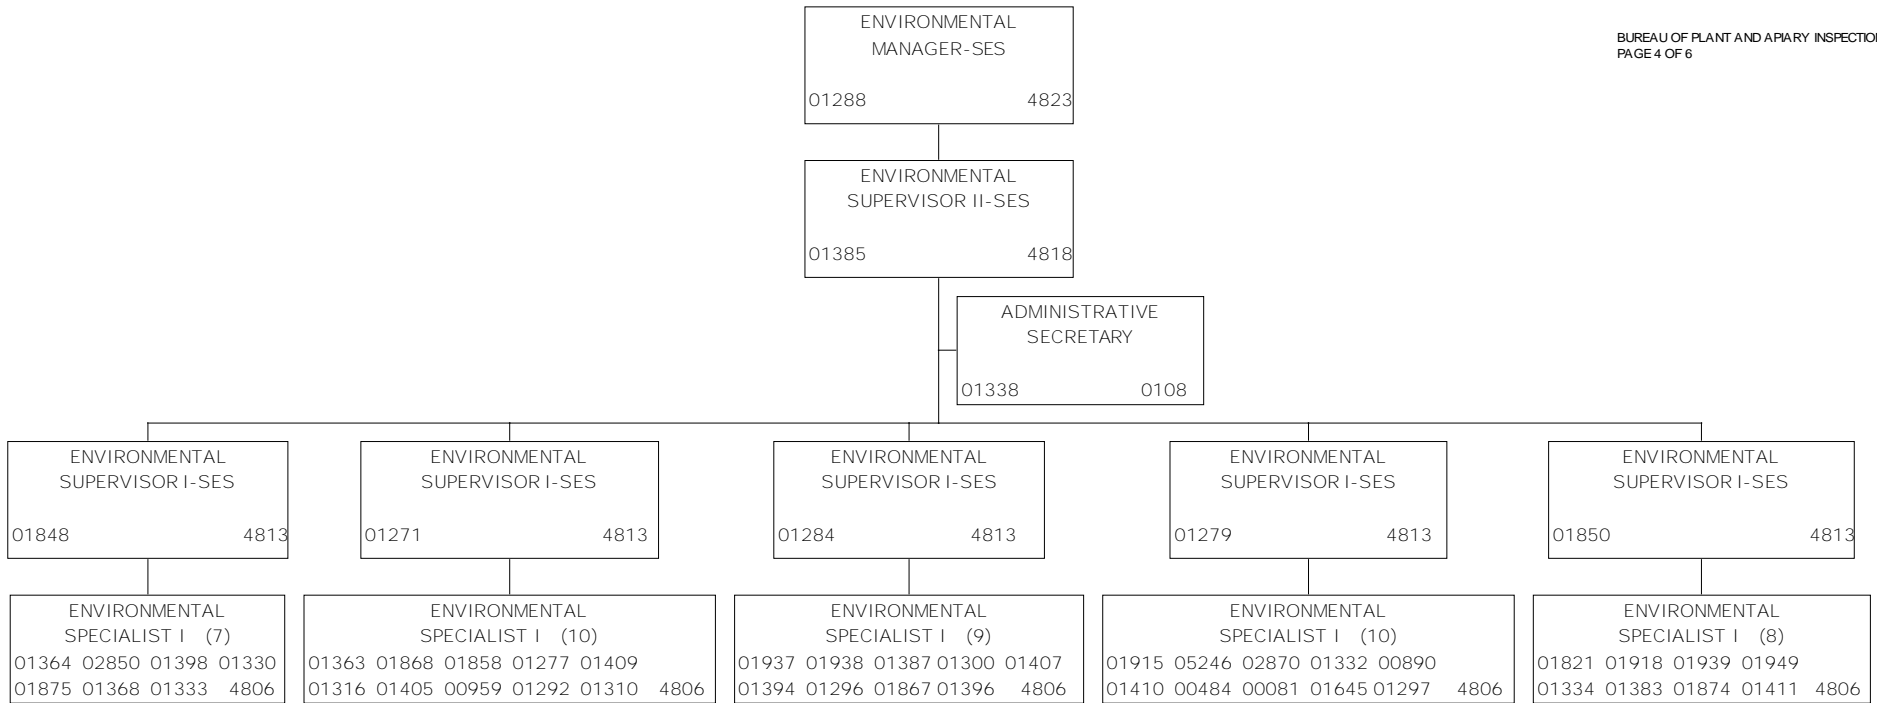 ENVIRONMENTAL
MANAGER-SES
01288 4823
BUREAU OF PLANT AND APIARY INSPECTION
PAGE 4 OF 6
ENVIRONMENTAL
SUPERVISOR II-SES
01385 4818
ADMINISTRATIVE
SECRETARY
01338 0108
ENVIRONMENTAL
SUPERVISOR I-SES
01848 4813
ENVIRONMENTAL
SUPERVISOR I-SES
01271 4813
ENVIRONMENTAL
SUPERVISOR I-SES
01284 4813
ENVIRONMENTAL
SUPERVISOR I-SES
01279 4813
ENVIRONMENTAL
SUPERVISOR I-SES
01850 4813
ENVIRONMENTAL
SPECIALIST I (7)
01364 02850 01398 01330
01875 01368 01333 4806
ENVIRONMENTAL
SPECIALIST I (10)
01363 01868 01858 01277 01409
01316 01405 00959 01292 01310 4806
ENVIRONMENTAL
SPECIALIST I (9)
01937 01938 01387 01300 01407
01394 01296 01867 01396 4806
ENVIRONMENTAL
SPECIALIST I (10)
01915 05246 02870 01332 00890
01410 00484 00081 01645 01297 4806
ENVIRONMENTAL
SPECIALIST I (8)
01821 01918 01939 01949
01334 01383 01874 01411 4806